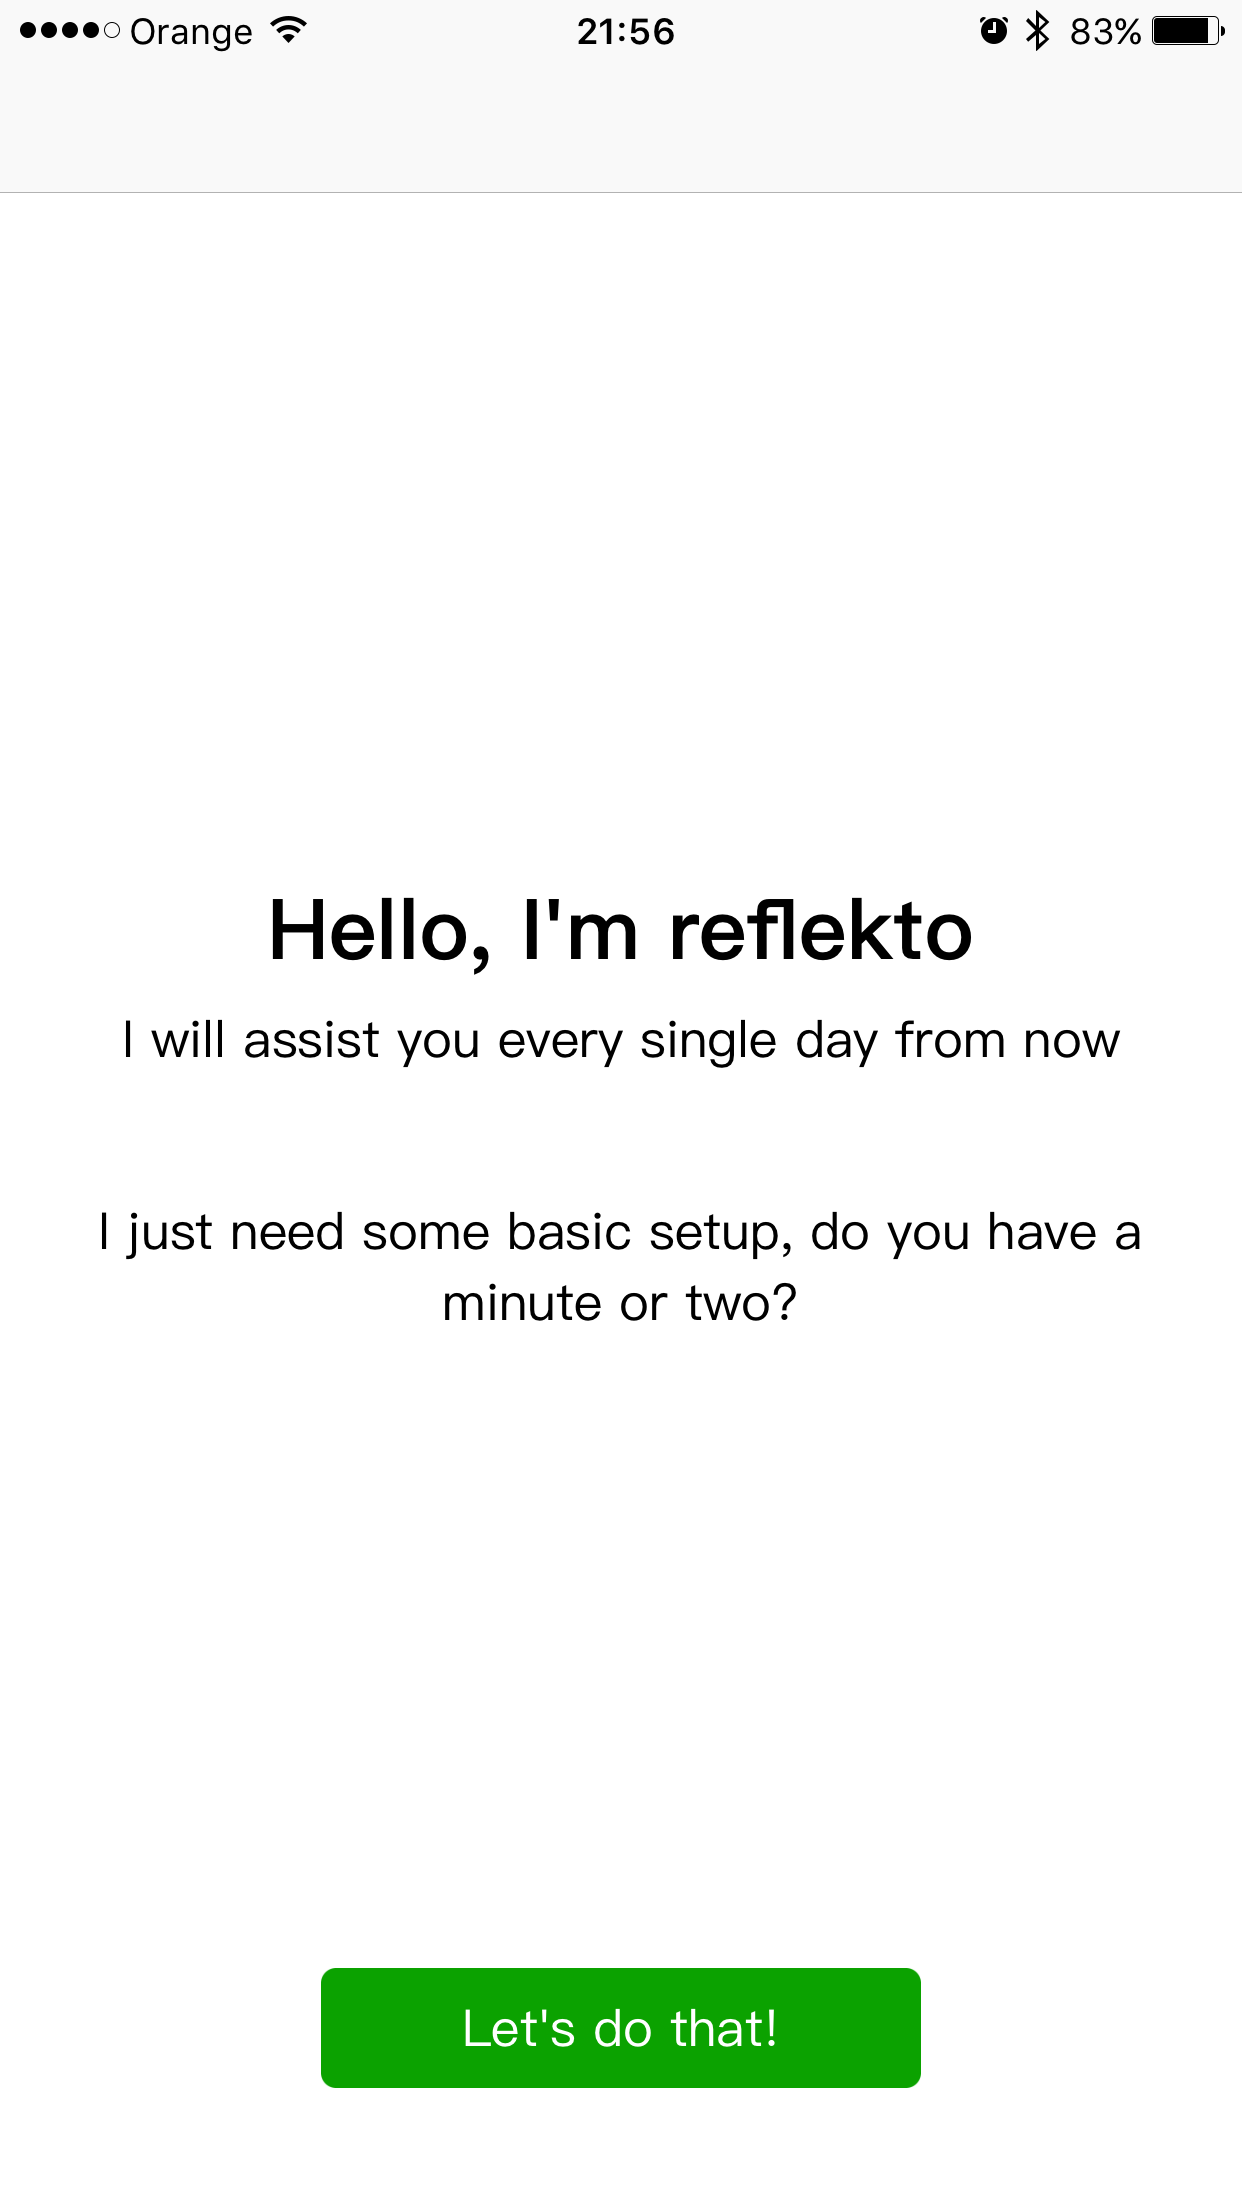 Orange 21:56 83%
Hello, I'm reflekto
I will assist you every single day from now
I just need some basic setup, do you have a
minute or two?
Let's do that!